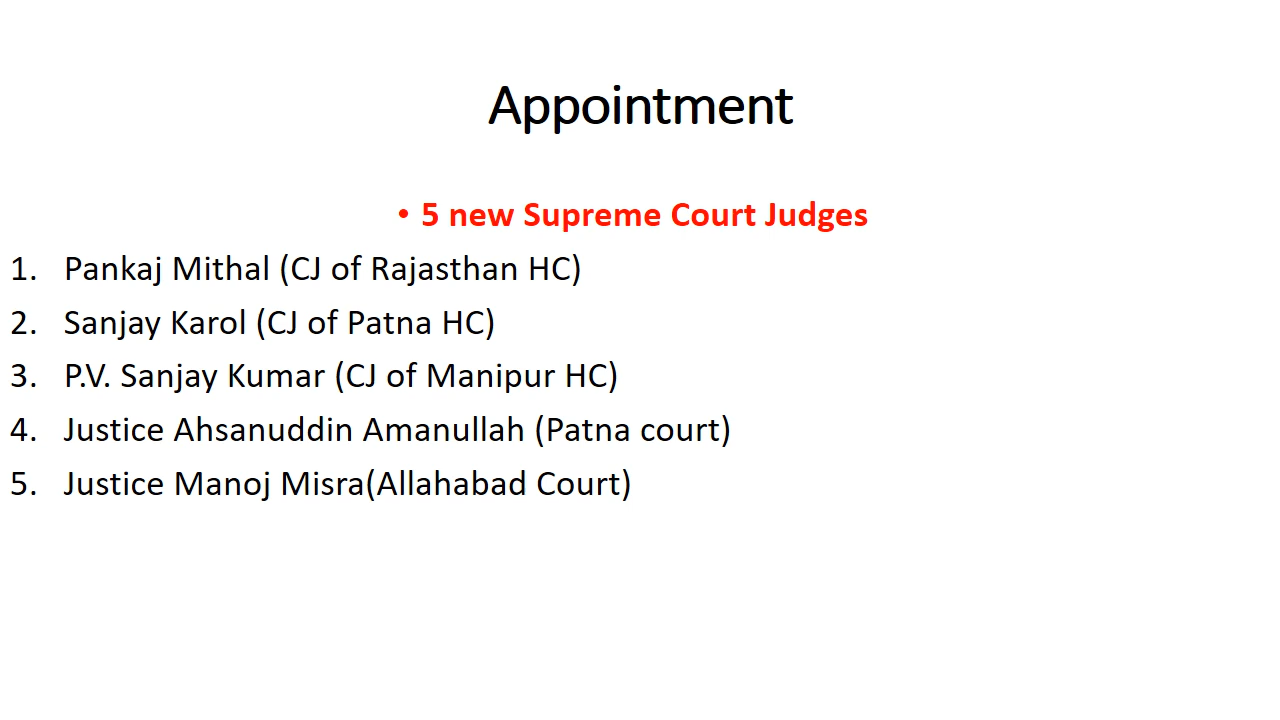 Appointment
• 5 new Supreme Court Judges
1. Pankaj Mithal (CJ of Rajasthan HC)
2. Sanjay Karol (CJ of Patna HC)
3. P.V. Sanjay Kumar (CJ of Manipur HC)
4. Justice Ahsanuddin Amanullah (Patna court)
5. Justice Manoj Misra(Allahabad Court)